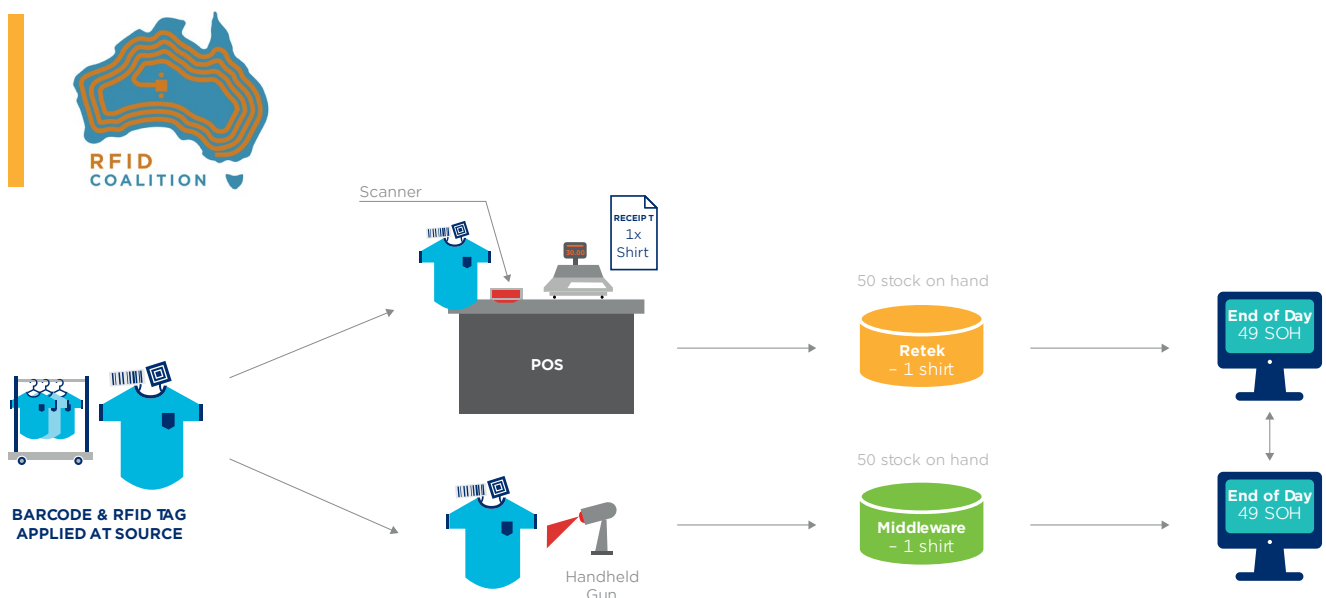 RFID
COALITION
Scanner
RECEIPT
1x
Shirt
30.00
POS
50 stock on hand
Retek
– 1 shirt
End of Day
49 SOH
BARCODE & RFID TAG
APPLIED AT SOURCE
Handheld
Gun
50 stock on hand
Middleware
– 1 shirt
End of Day
49 SOH